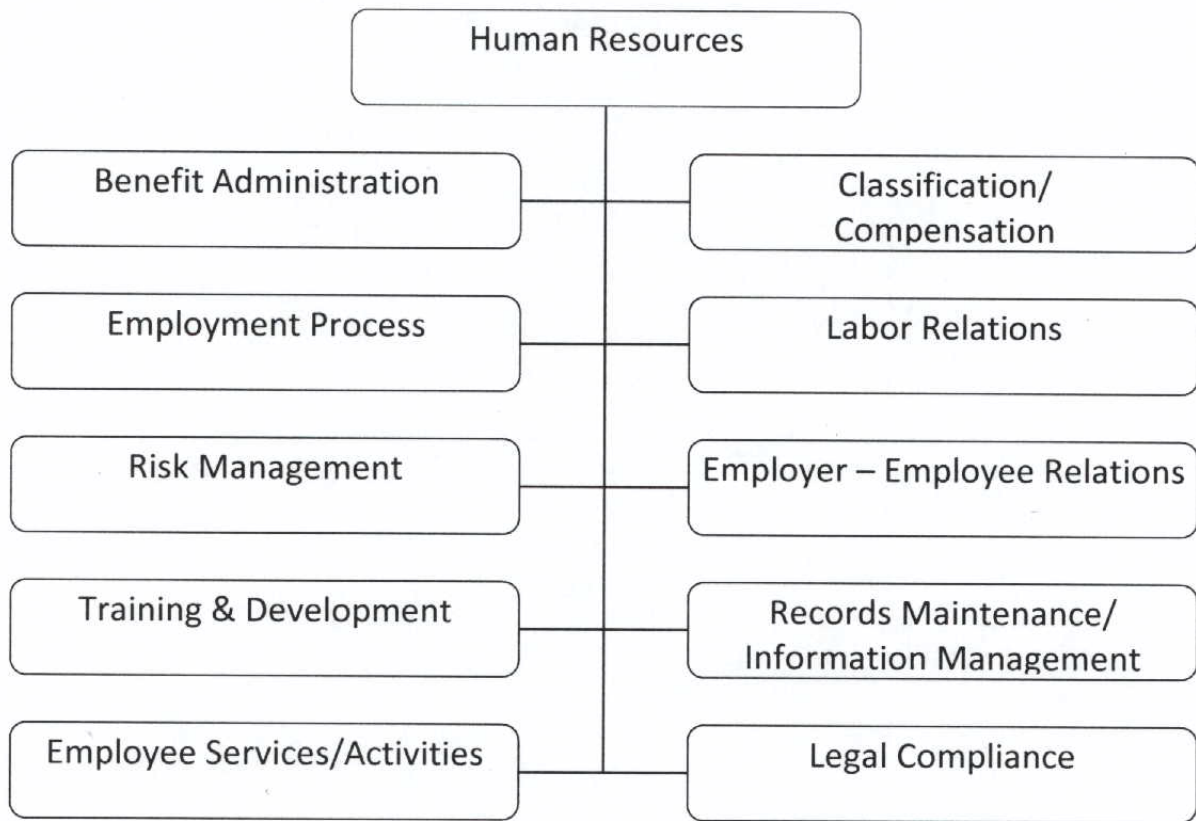 Human Resources
Benefit Administration
Classification/
Compensation
Employment Process
Labor Relations
Risk Management
Employer – Employee Relations
Training & Development
Records Maintenance/
Information Management
Employee Services/Activities
Legal Compliance